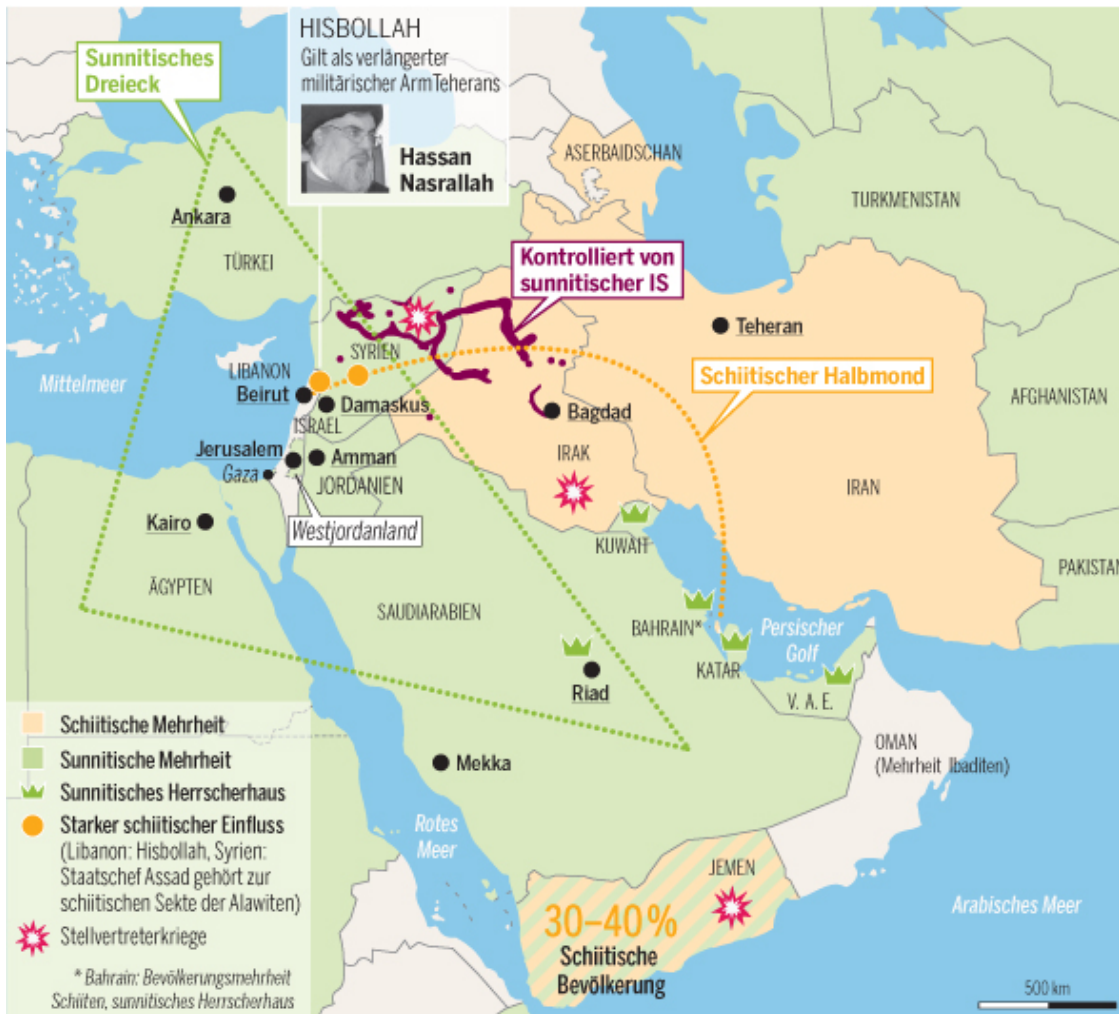 HISBOLLAH
Gilt als verlängerter
militärischer Arm Teherans
Hassan
Nasrallah
Sunnitisches
Dreieck
ASERBAIDSCHAN
TURKMENISTAN
Ankara
TÜRKEI
Kontrolliert von
sunnitischer IS
Teheran
Mittelmeer
LIBANON
SYRIEN
Beirut
Damaskus
Schiitischer Halbmond
AFGHANISTAN
ISRAEL
Bagdad
Jerusalem
Amman
IRAK
Gaza
JORDANIEN
IRAN
Westjordanland
Kairo
KUWAIT
PAKISTAN
ÄGYPTEN
SAUDIARABIEN
BAHRAIN*
Persischer
Golf
KATAR
Riad
V. A. E.
OMAN
(Mehrheit Ibaditen)
Mekka
Rotes
Meer
JEMEN
30–40%
Schiitische
Bevölkerung
Arabisches Meer
500 km
Schiitische Mehrheit
Sunnitische Mehrheit
Sunnitisches Herrscherhaus
Starker schiitischer Einfluss
(Libanon: Hisbollah, Syrien:
Staatschef Assad gehört zur
schiitischen Sekte der Alawiten)
Stellvertreterkriege
* Bahrain: Bevölkerungsmehrheit
Schiiten, sunnitisches Herrscherhaus